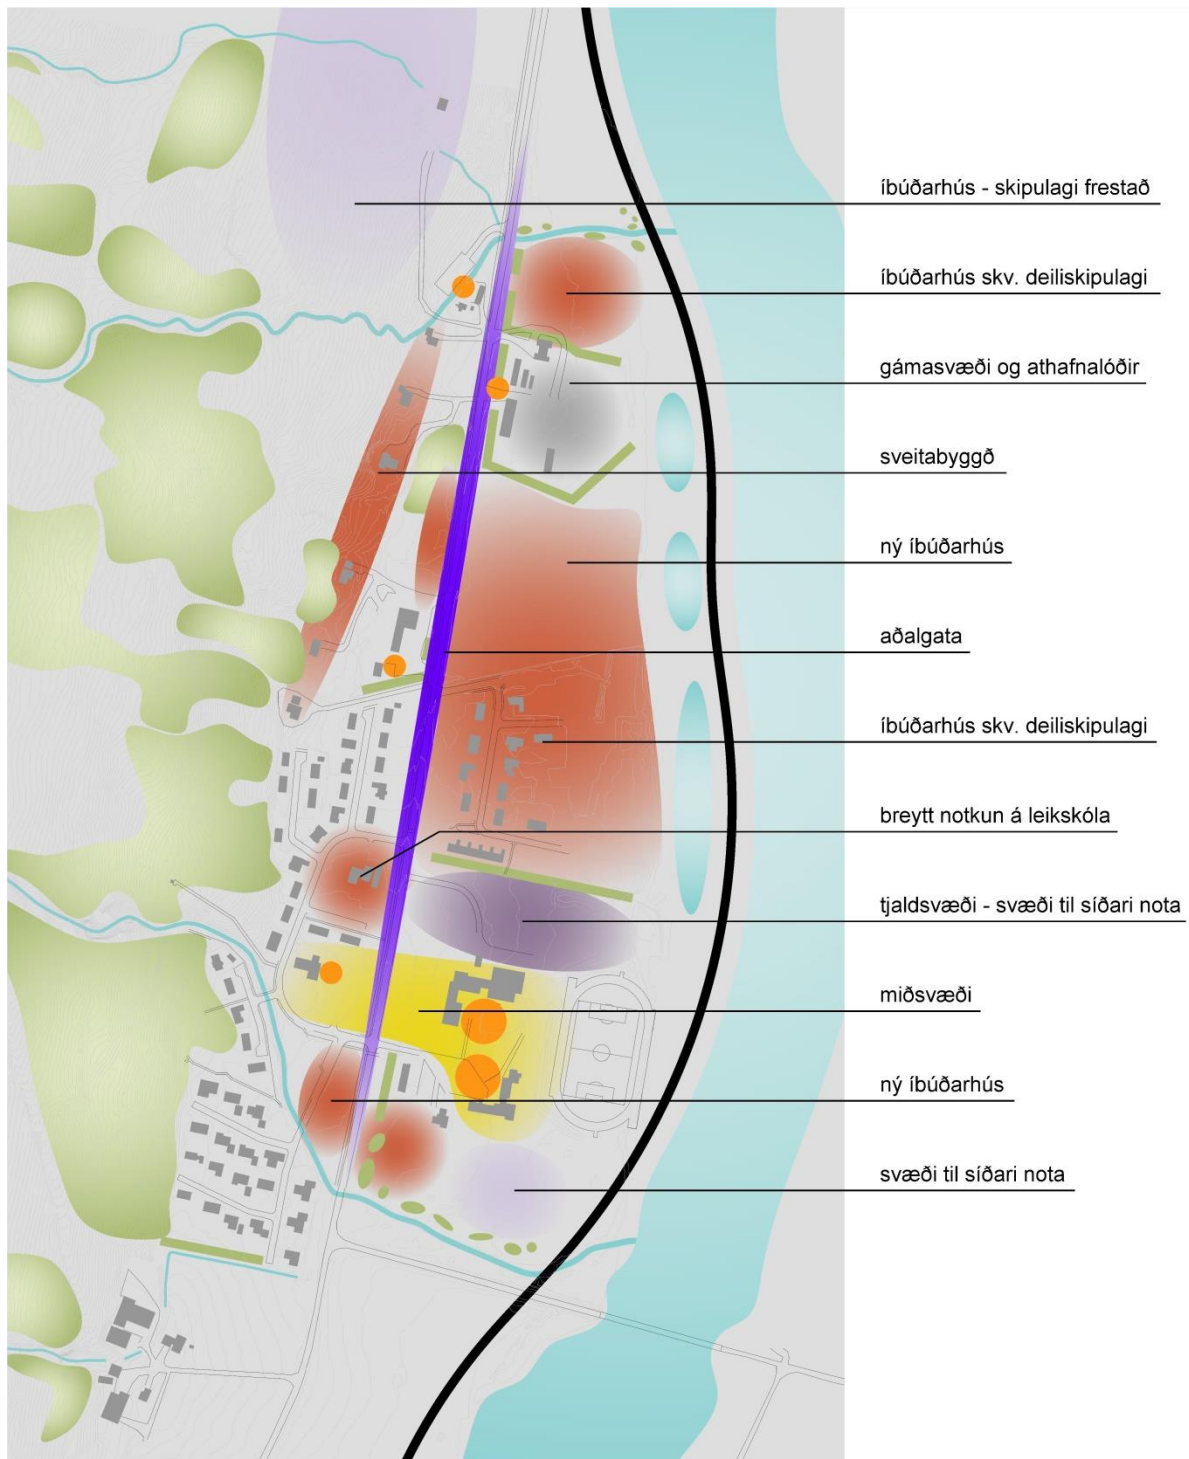 íbúðarhús - skipulagi frestað
íbúðarhús skv. deiliskipulagi
gámasvæði og athafnalóðir
sveitabyggð
ný íbúðarhús
aðalgata
íbúðarhús skv. deiliskipulagi
breytt notkun á leikskóla
tjaldsvæði - svæði til síðari nota
miðsvæði
ný íbúðarhús
svæði til síðari nota